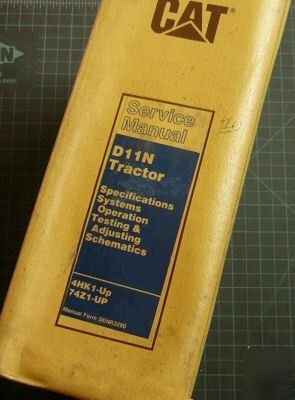 CAT
Service
Manual
D11N
Tractor
Specifications
Systems
Operation
Testing &
Adjusting
Schematics
4HK1-Up
74Z1-UP
Manual Form SENR3280